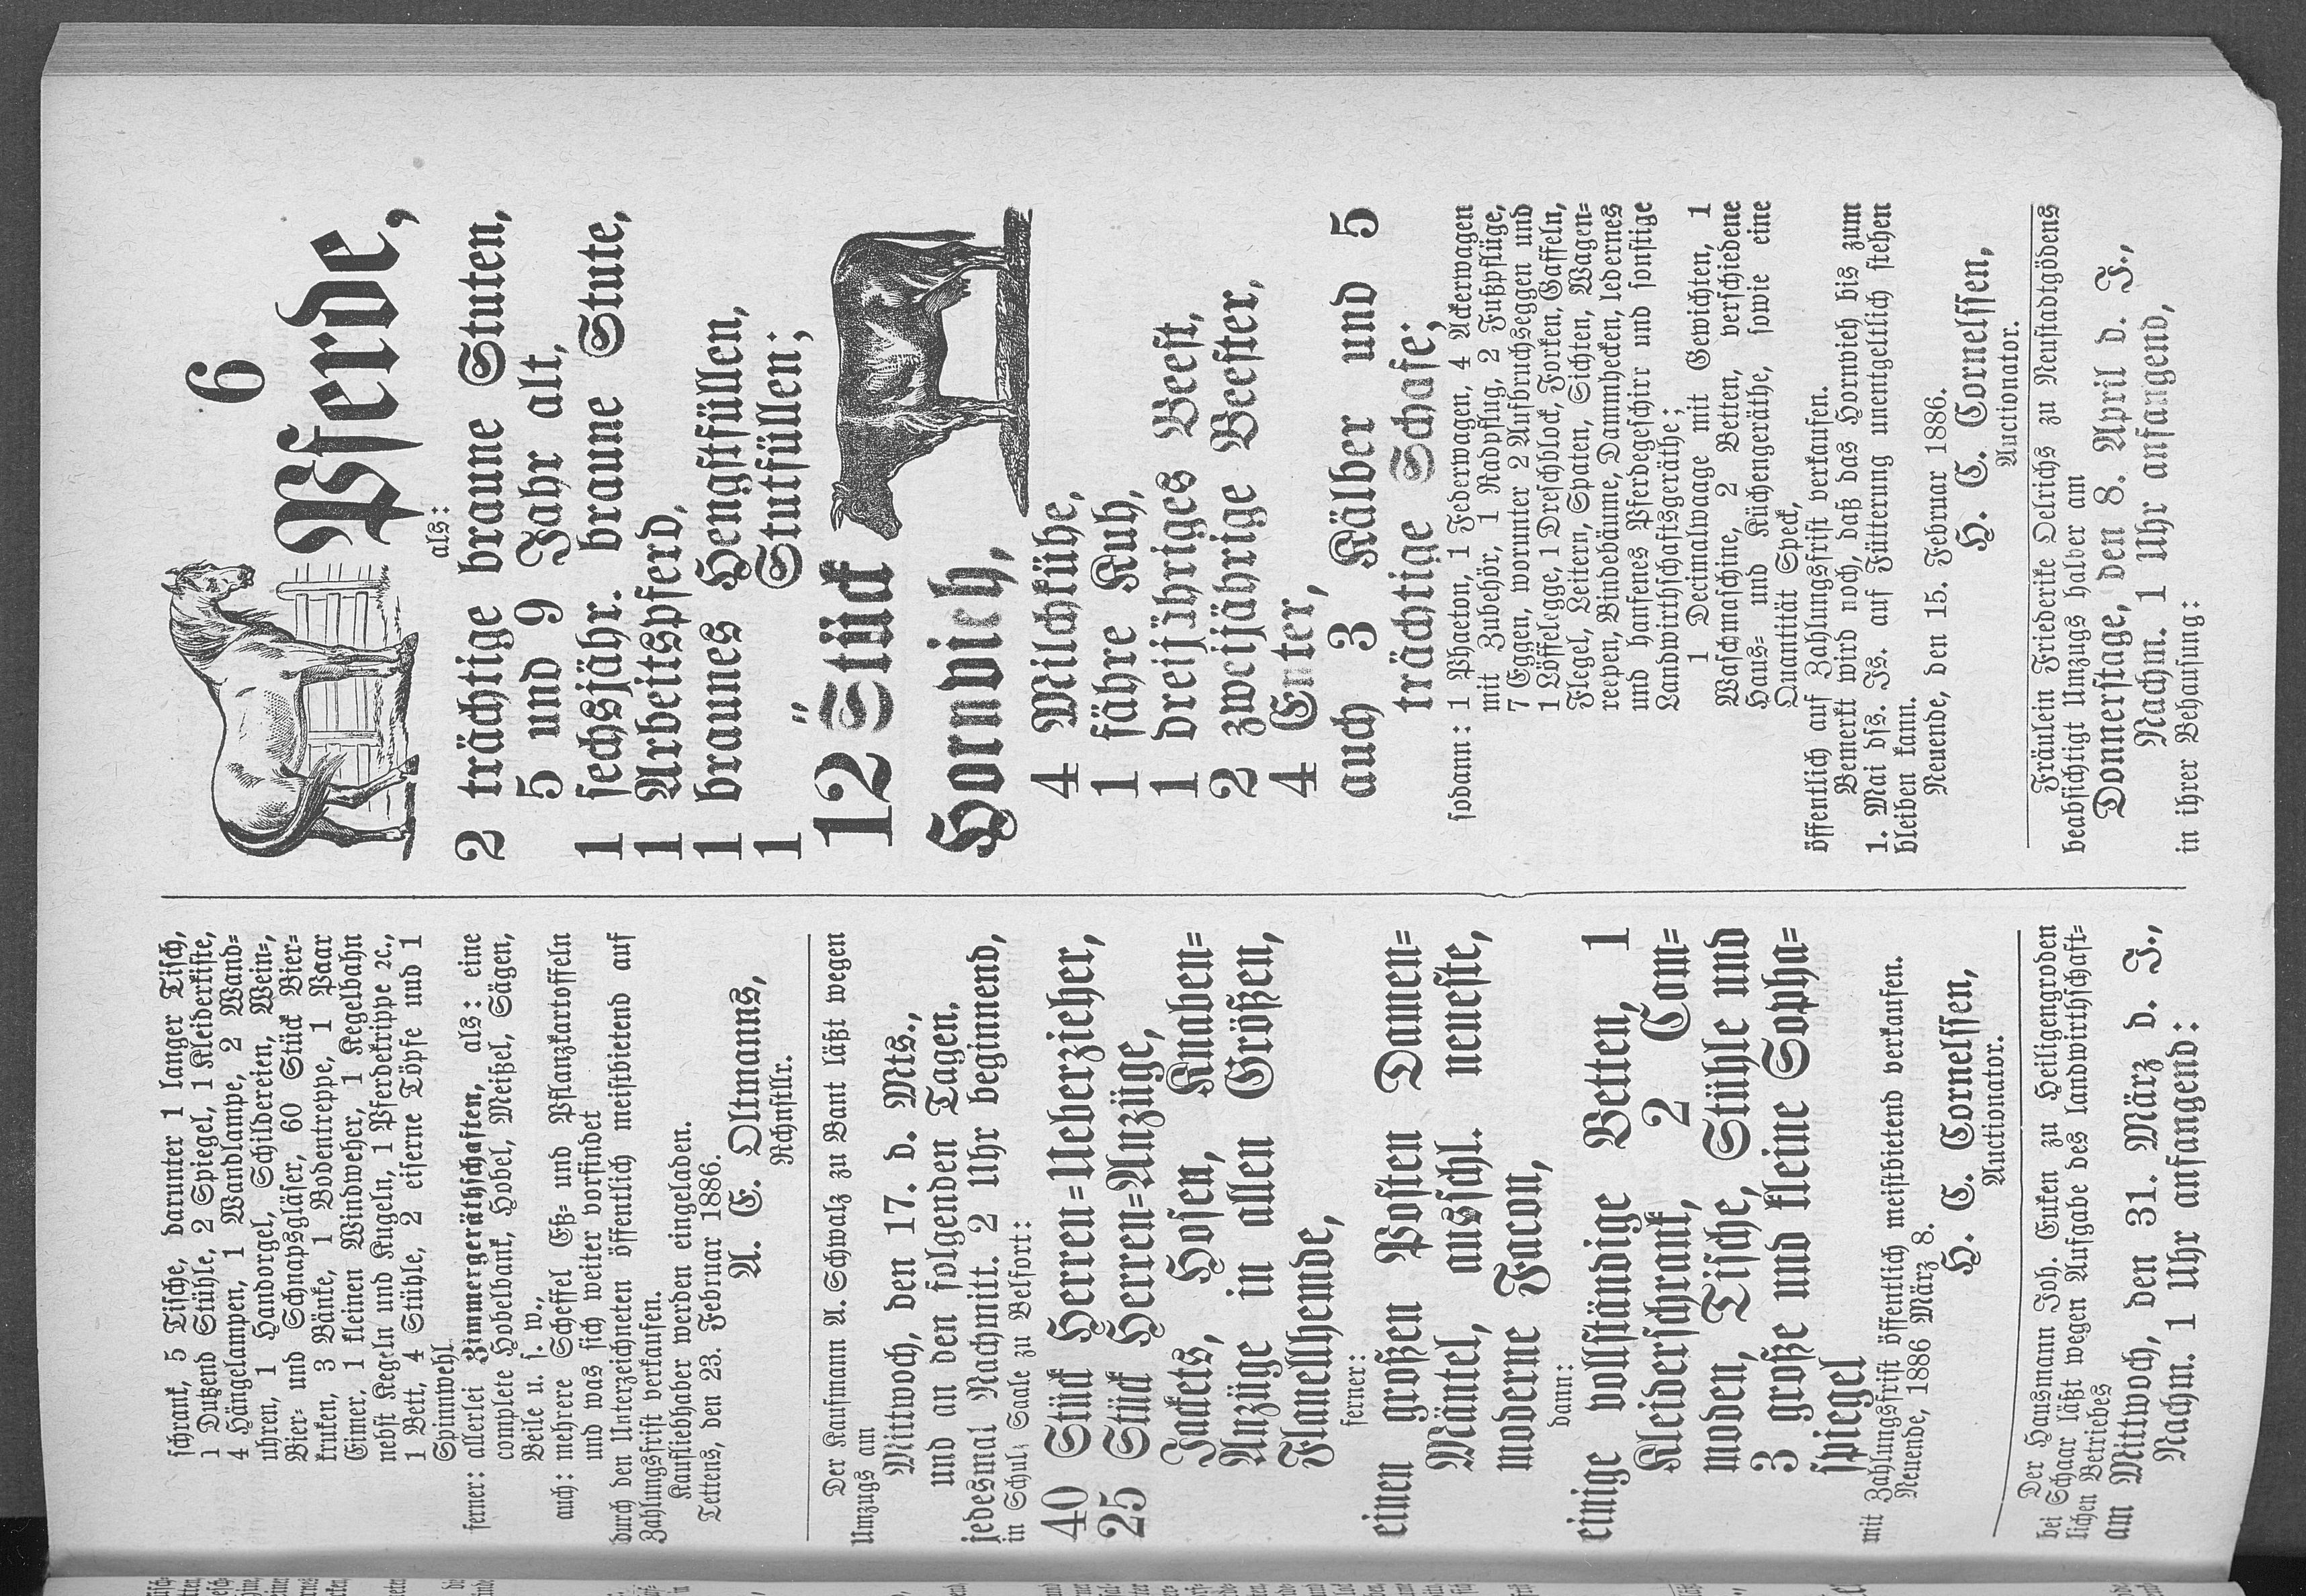 schrank, 5 Tische, darunter 1 langer Tisch,
1 Dutzend Stühle, 2 Spiegel, 1 Kleiderkiste,
4 Hängelampen, 1 Wandlampe, 2 Wand-
uhren, 1 Handorgel, Schildereien, Wein-,
Bier- und Schnapsgläser, 60 Stück Bier-
kruken, 3 Bänke, 1 Bodentreppe, 1 Paar
Eimer, 1 kleinen Windweher, 1 Kegelbahn
nebst Kegeln und Kugeln, 1 Pferdekrippe ꝛc.,
1 Bett, 4 Stühle, 2 eiserne Töpfe und 1
Spinnwehl.
ferner: allerlei Zimmergeräthschaften, als: eine
complete Hobelbank, Hobel, Meißel, Sägen,
Beile u. s. w.,
auch: mehrere Scheffel Eß- und Pflanzkartoffeln
und was sich weiter vorfindet
durch den Unterzeichneten öffentlich meistbietend auf
Zahlungsfrist verkaufen.
Kaufliebhaber werden eingeladen.
Tettens, den 23. Februar 1886.
A. E. Oltmanns,
Rchnstllr.
Der Kaufmann A. Schwalz zu Bant läßt wegen
Umzugs am
Mittwoch, den 17. d. Mts.,
und an den folgenden Tagen,
jedesmal Nachmitt. 2 Uhr beginnend,
in Schulz Saale zu Belfort:
40 Stück Herren-Ueberzieher,
25 Stück Herren-Anzüge,
Jackets, Hosen, Knaben-
Anzüge in allen Größen,
Flanellhemde,
ferner:
einen großen Posten Damen-
Mäntel, ausschl. neueste,
moderne Facon,
dann:
einige vollständige Betten, 1
Kleiderschrank, 2 Com-
moden, Tische, Stühle und
3 große und kleine Sopha-
spiegel
mit Zahlungsfrist öffentlich meistbietend verkaufen.
Neuende, 1886 März 8.
H. C. Cornelssen,
Auctionator.
Der Hausmann Joh. Euken zu Heiligengroden
bei Schaar läßt wegen Aufgabe des landwirthschaft-
lichen Betriebes
am Mittwoch, den 31. März d. J.,
Nachm. 1 Uhr anfangend:
6
Pferde,
als:
2 trächtige braune Stuten,
5 und 9 Jahr alt,
1 sechsjähr. braune Stute,
1 Arbeitspferd,
1 braunes Hengstfüllen,
1 „ Stutfüllen;
12 Stück
Hornvieh,
4 Milchkühe,
1 fähre Kuh,
1 dreijähriges Beest,
2 zweijährige Beester,
4 Enter,
auch 3 Kälber und 5
trächtige Schafe;
sodann: 1 Phaeton, 1 Federwagen, 4 Ackerwagen
mit Zubehör, 1 Radpflug, 2 Fußpflüge,
7 Eggen, worunter 2 Aufbruchseggen und
1 Löffelegge, 1 Dreschblock, Forken, Gaffeln,
Flegel, Leitern, Spaten, Sichten, Wagen-
reepen, Bindebäume, Dammhecken, ledernes
und hanfenes Pferdegeschirr und sonstige
Landwirthschaftsgeräthe;
1 Decimalwaage mit Gewichten, 1
Waschmaschine, 2 Betten, verschiedene
Haus- und Küchengeräthe, sowie eine
Quantität Speck,
öffentlich auf Zahlungsfrist verkaufen.
Bemerkt wird noch, daß das Hornvieh bis zum
1. Mai ds. Js. auf Fütterung unentgeltlich stehen
bleiben kann.
Neuende, den 15. Februar 1886.
H. C. Cornelssen,
Auctionator.
Fräulein Friederike Oelrichs zu Neustadtgödens
beabsichtigt Umzugs halber am
Donnerstage, den 8. April d. J.,
Nachm. 1 Uhr anfangend,
in ihrer Behausung: